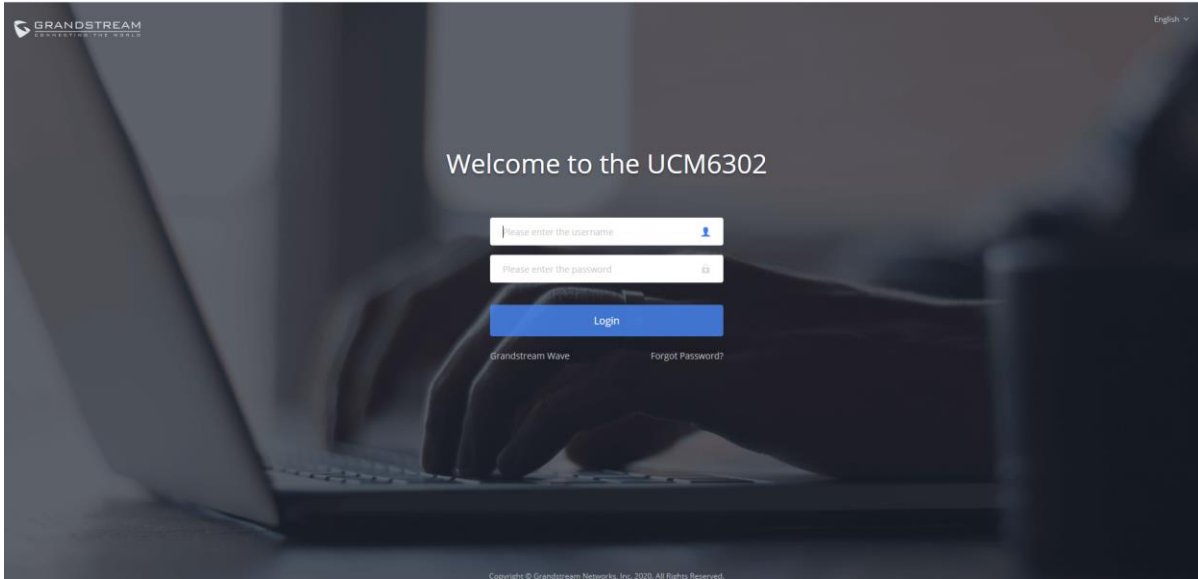 GRANDSTREAM
CONNECTING THE WORLD
English
Welcome to the UCM6302
Please enter the username
Please enter the password
Login
Grandstream Wave Forgot Password?
Copyright © Grandstream Networks, Inc. 2020. All Rights Reserved.